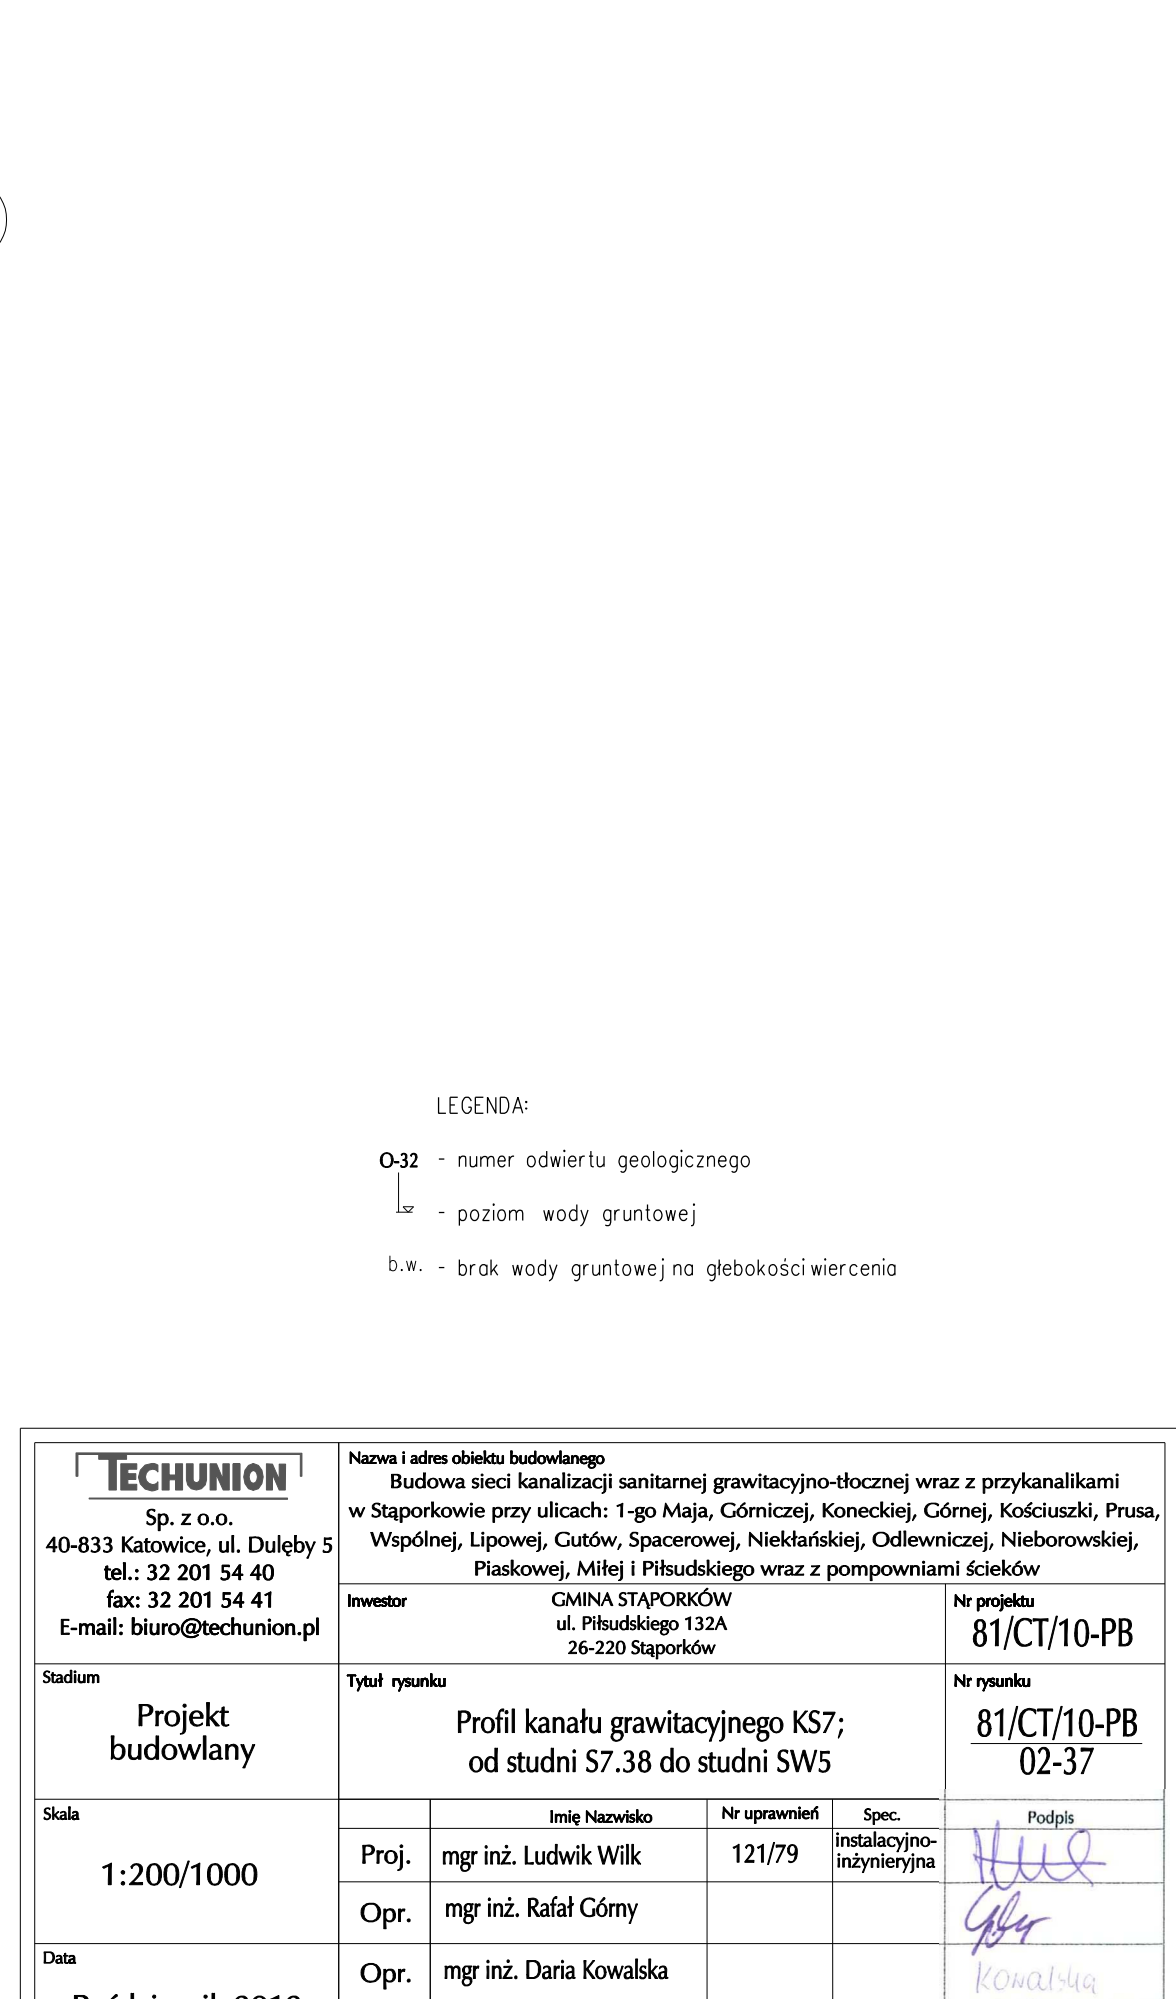 LEGENDA:
O-32 - numer odwiertu geologicznego
- poziom wody gruntowej
b.w. - brak wody gruntowej na głebokości wiercenia
TECHUNION
Sp. z o.o.
40-833 Katowice, ul. Dulęby 5
tel.: 32 201 54 40
fax: 32 201 54 41
E-mail: biuro@techunion.pl
Nazwa i adres obiektu budowlanego
Budowa sieci kanalizacji sanitarnej grawitacyjno-tłocznej wraz z przykanalikami
w Stąporkowie przy ulicach: 1-go Maja, Górniczej, Koneckiej, Górnej, Kościuszki, Prusa,
Wspólnej, Lipowej, Gutów, Spacerowej, Niekłańskiej, Odlewniczej, Nieborowskiej,
Piaskowej, Miłej i Piłsudskiego wraz z pompowniami ścieków
Inwestor
GMINA STĄPORKÓW
ul. Piłsudskiego 132A
26-220 Stąporków
Nr projektu
81/CT/10-PB
Stadium
Projekt
budowlany
Tytuł rysunku
Profil kanału grawitacyjnego KS7;
od studni S7.38 do studni SW5
Nr rysunku
81/CT/10-PB
02-37
Skala
1:200/1000
Imię Nazwisko
Nr uprawnień
Spec.
Podpis
Proj.
mgr inż. Ludwik Wilk
121/79
instalacyjno-
inżynieryjna
Opr.
mgr inż. Rafał Górny
Data
Opr.
mgr inż. Daria Kowalska
Kowalska